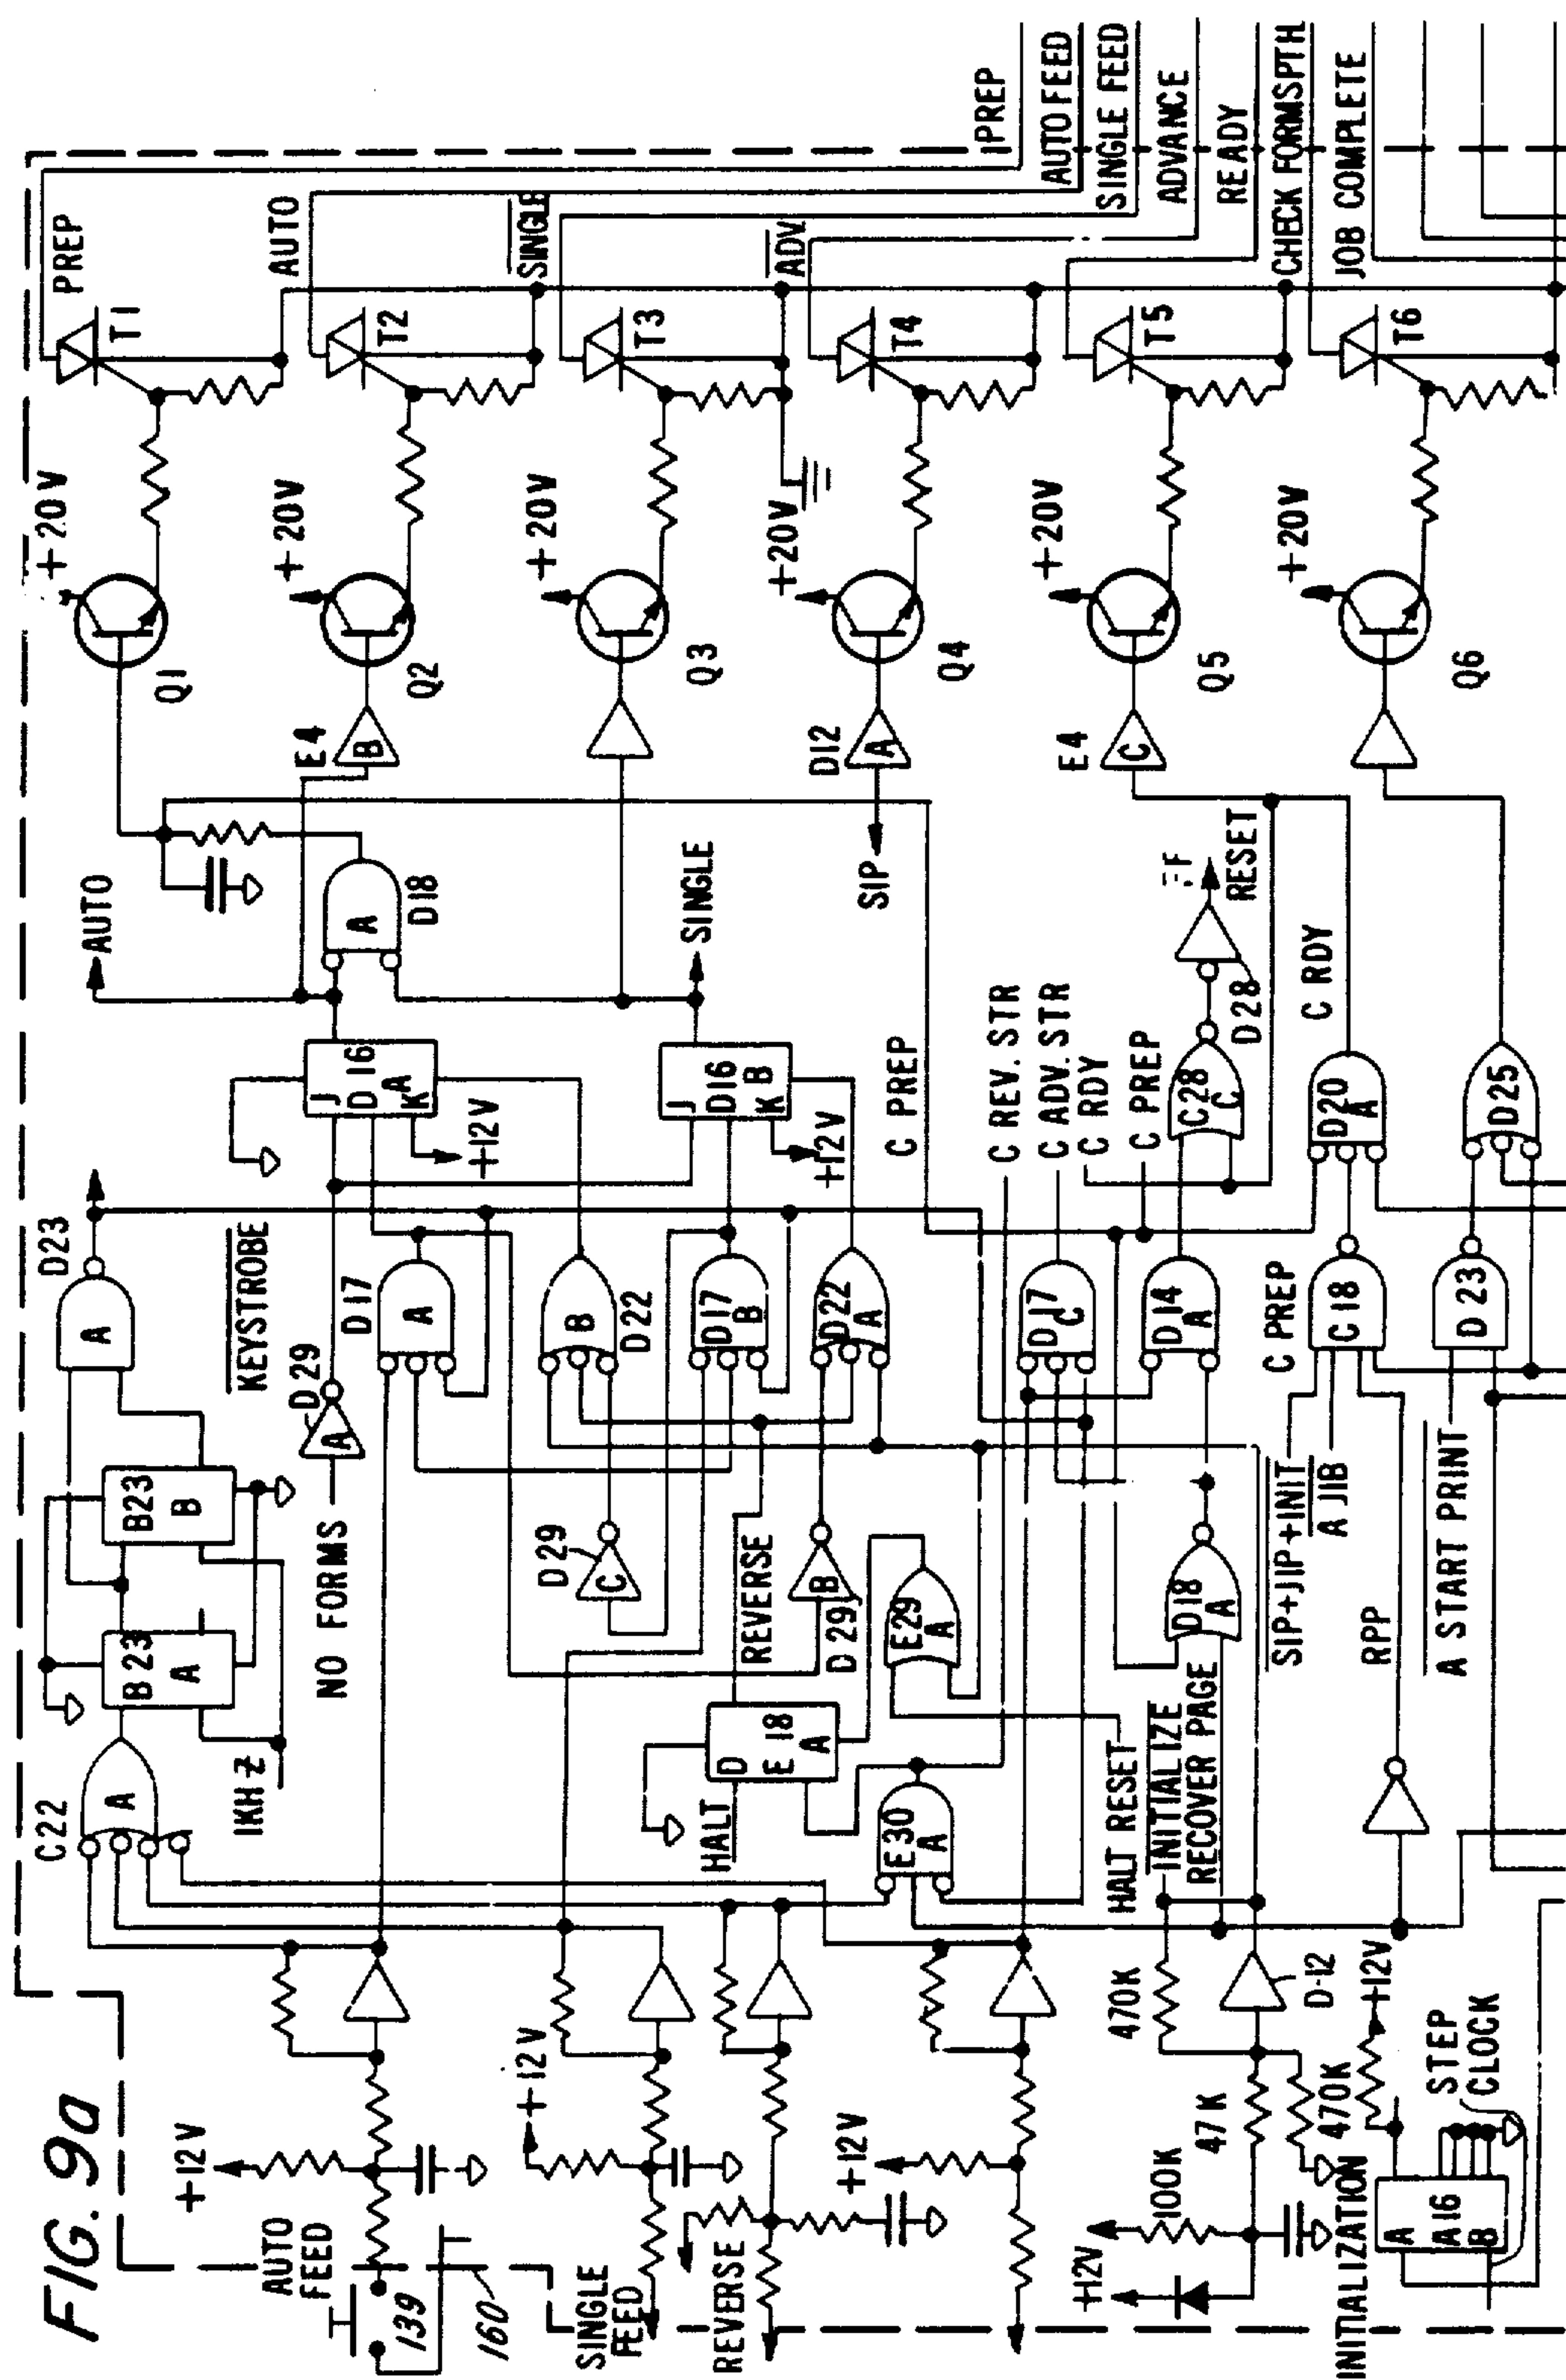 FIG. 9a
+12V
AUTO
FEED
139
160
SINGLE
FEED
+12V
REVERSE
+12V
+12V
100K
47K
470K
470K
INITIALIZATION
D-12
+12V
A
A16
B
STEP
CLOCK
C22
A
1KHZ
B23
A
B23
B
D23
A
KEYSTROBE
NO FORMS
D29
A
D17
A
J
D16
A
K
+12V
AUTO
A
D18
B
D22
D29
C
D17
B
J
D16
B
K
+12V
SINGLE
REVERSE
D29
B
D22
A
C PREP
HALT
D
E 18
A
E29
A
E30
A
HALT RESET
INITIALIZE
RECOVER PAGE
D18
A
C REV. STR
C ADV. STR
C RDY
C PREP
D17
C
D14
A
C28
C
D28
RESET
SIP+JIP+INIT
A JIB
RPP
A START PRINT
C PREP
C18
D20
A
C RDY
D23
D25
Q1
+20V
T1
PREP
E4
B
Q2
+20V
T2
AUTO
Q3
+20V
T3
SINGLE
SIP
D12
A
Q4
+20V
T4
ADV.
E4
C
Q5
+20V
T5
Q6
+20V
T6
PREP
AUTO FEED
SINGLE FEED
ADVANCE
READY
CHECK FORMSPTH
JOB COMPLETE